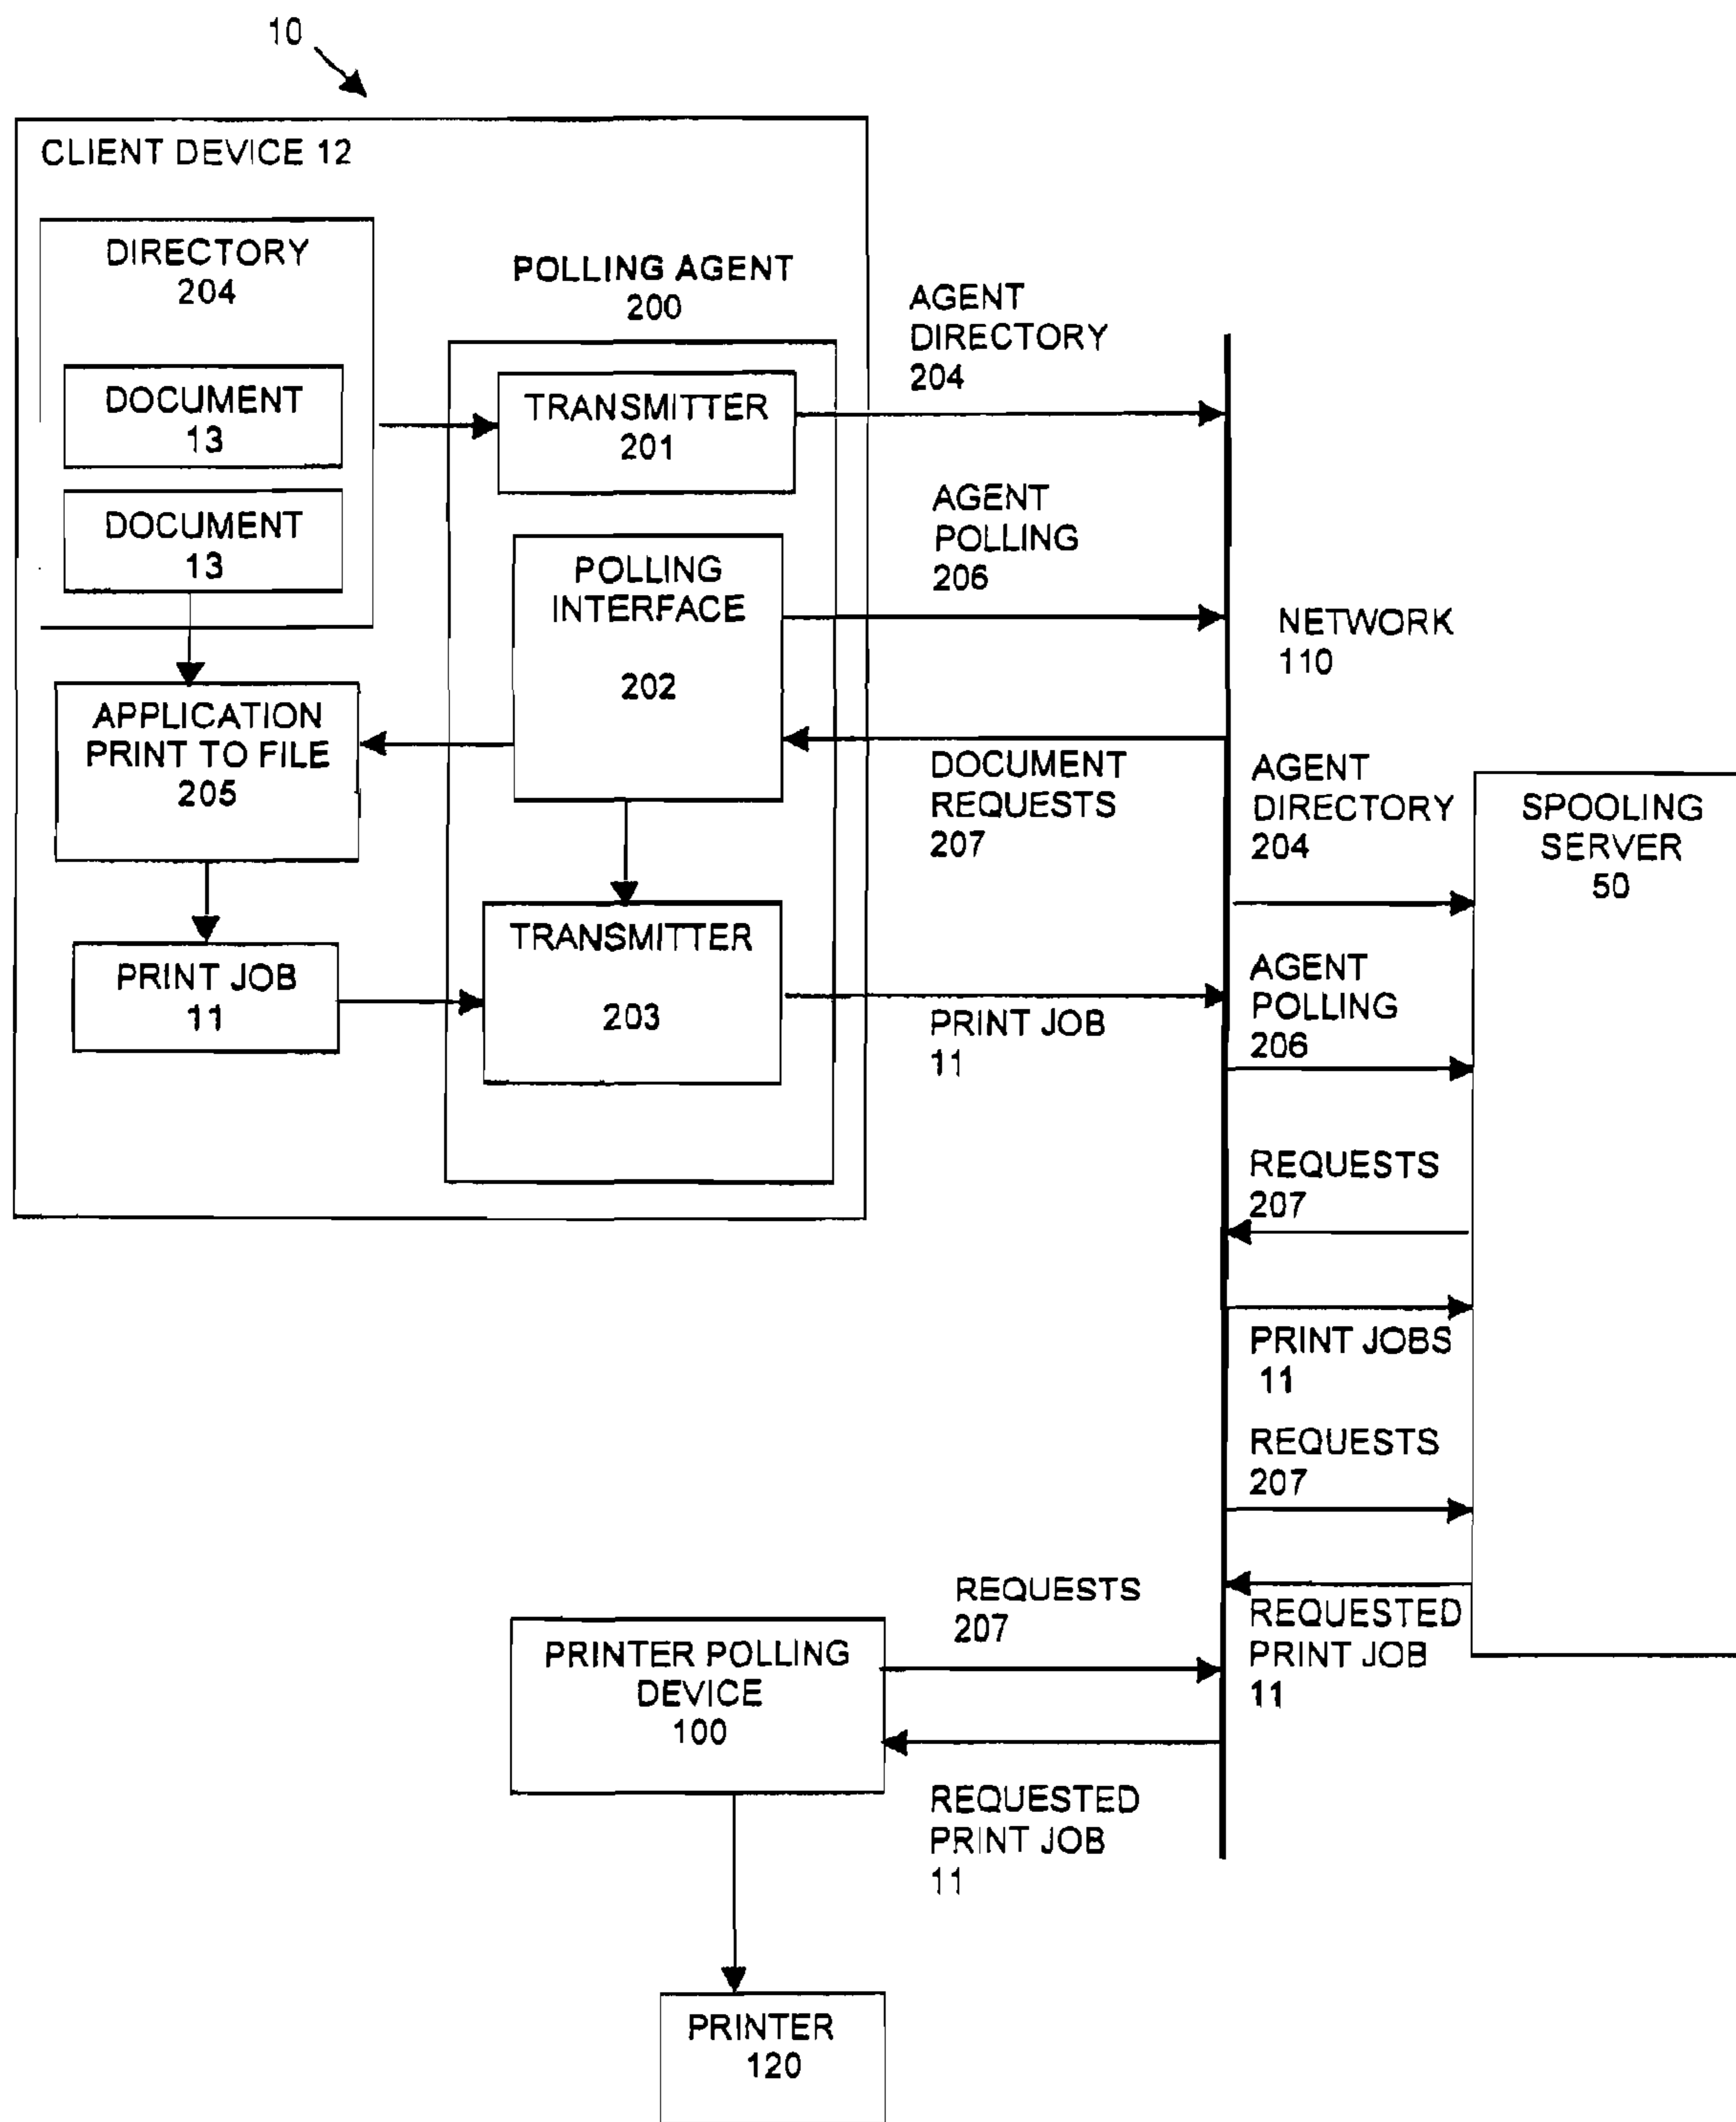 10
CLIENT DEVICE 12
DIRECTORY
204
DOCUMENT
13
DOCUMENT
13
APPLICATION
PRINT TO FILE
205
PRINT JOB
11
POLLING AGENT
200
TRANSMITTER
201
POLLING
INTERFACE
202
TRANSMITTER
203
AGENT
DIRECTORY
204
AGENT
POLLING
206
DOCUMENT
REQUESTS
207
PRINT JOB
11
NETWORK
110
AGENT
DIRECTORY
204
AGENT
POLLING
206
REQUESTS
207
PRINT JOBS
11
REQUESTS
207
REQUESTED
PRINT JOB
11
SPOOLING
SERVER
50
PRINTER POLLING
DEVICE
100
REQUESTS
207
REQUESTED
PRINT JOB
11
PRINTER
120